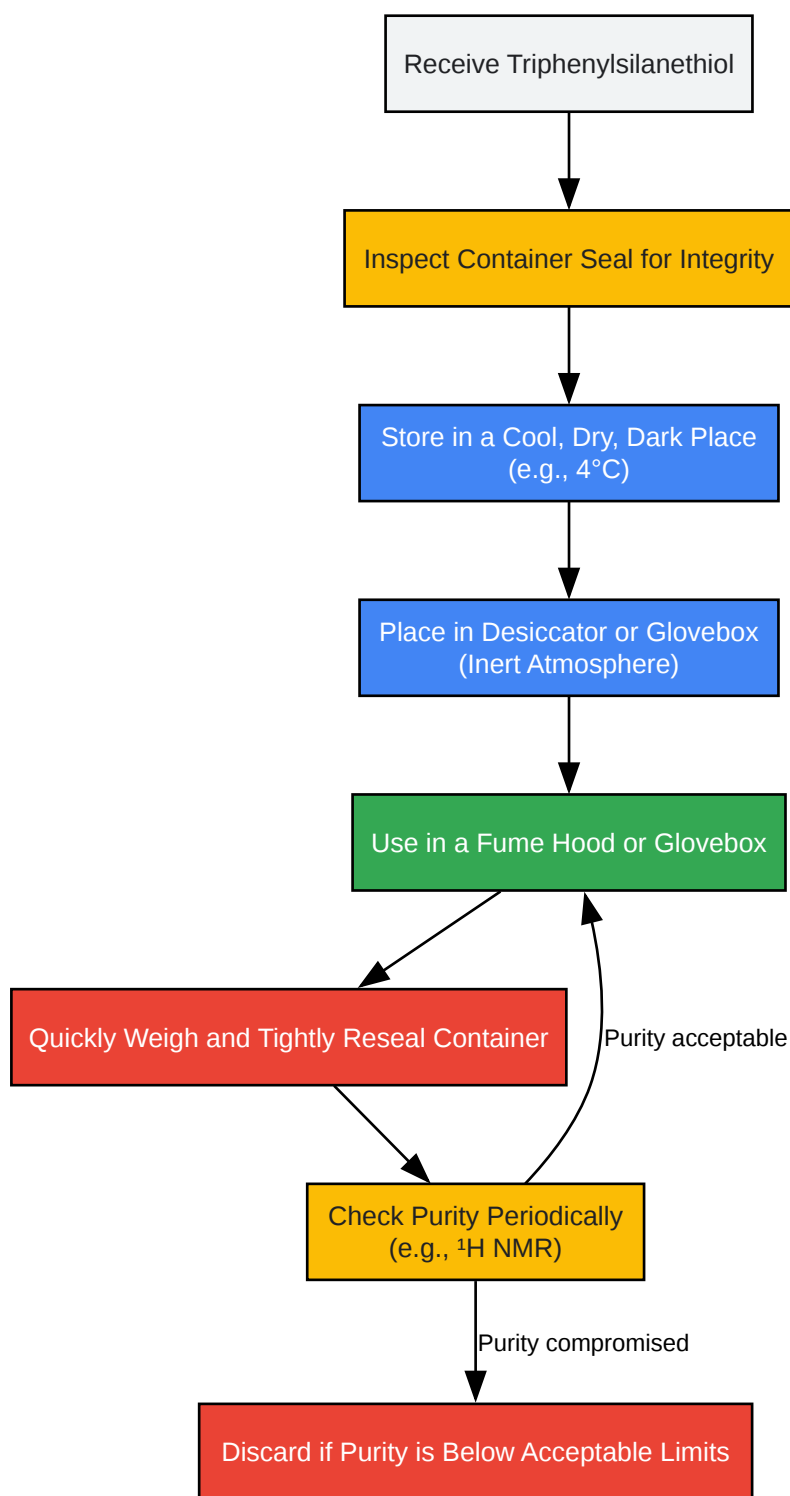 Receive Triphenylsilanethiol
Inspect Container Seal for Integrity
Store in a Cool, Dry, Dark Place
(e.g., 4°C)
Place in Desiccator or Glovebox
(Inert Atmosphere)
Use in a Fume Hood or Glovebox
Quickly Weigh and Tightly Reseal Container
Purity acceptable
Check Purity Periodically
(e.g., ¹H NMR)
Purity compromised
Discard if Purity is Below Acceptable Limits